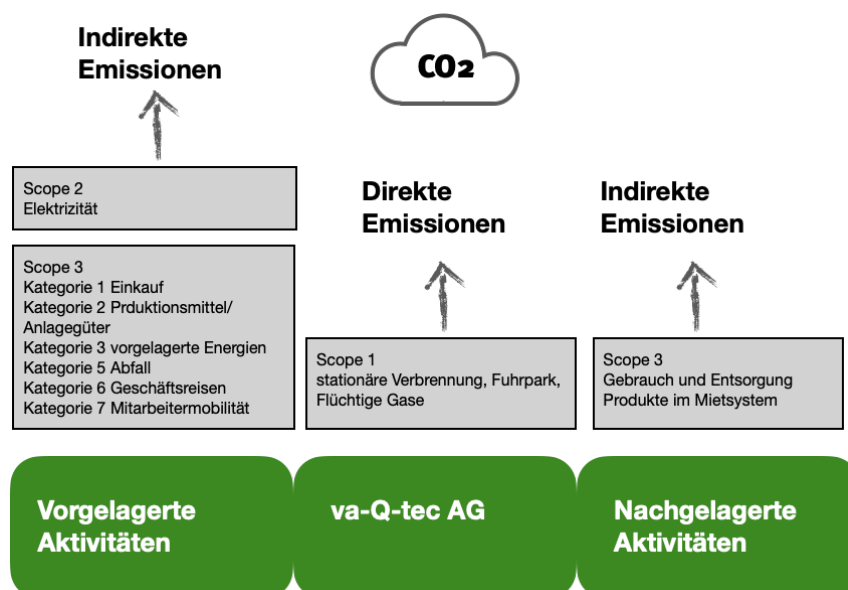 Indirekte
Emissionen
CO2
Scope 2
Elektrizität
Direkte
Emissionen
Indirekte
Emissionen
Scope 3
Kategorie 1 Einkauf
Kategorie 2 Prduktionsmittel/
Anlagegüter
Kategorie 3 vorgelagerte Energien
Kategorie 5 Abfall
Kategorie 6 Geschäftsreisen
Kategorie 7 Mitarbeitermobilität
Scope 1
stationäre Verbrennung, Fuhrpark,
Flüchtige Gase
Scope 3
Gebrauch und Entsorgung
Produkte im Mietsystem
Vorgelagerte
Aktivitäten
va-Q-tec AG
Nachgelagerte
Aktivitäten